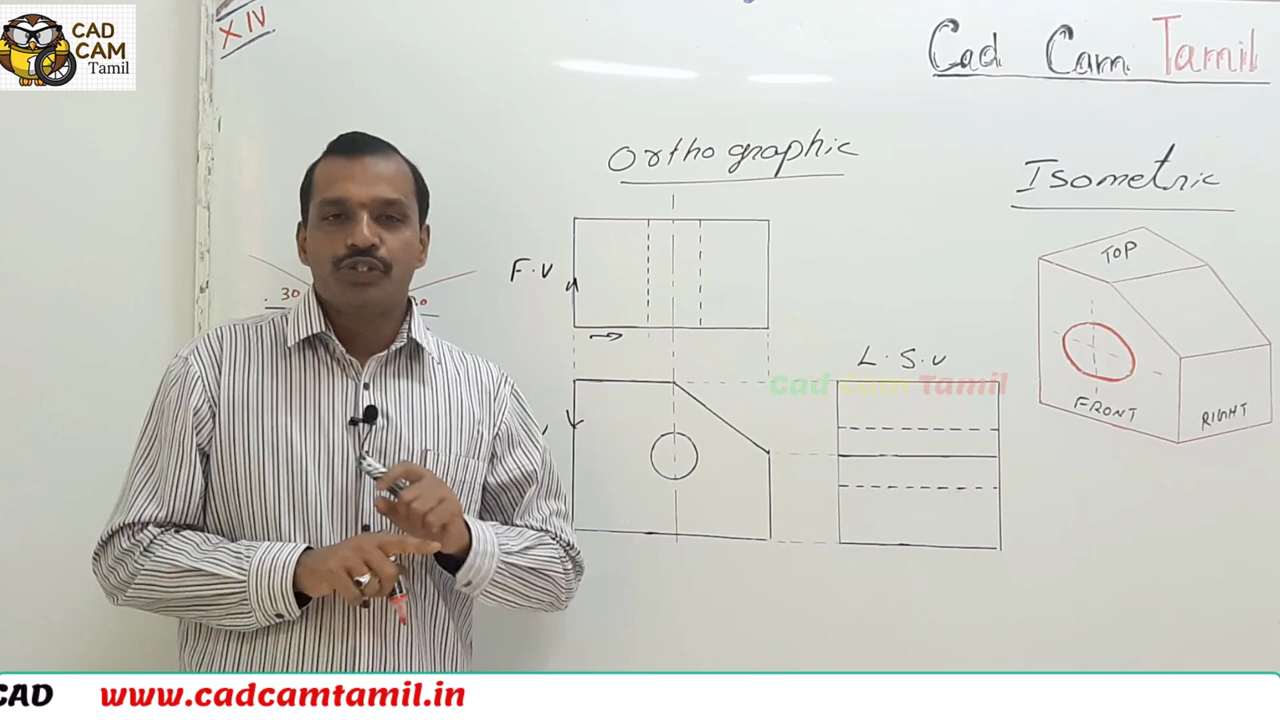 CAD
CAM
Tamil
XIV
Cad Cam Tamil
Orthographic
Isometric
F.V
30
L.S.V
TOP
FRONT
RIGHT
Cad Cam Tamil
CAD
www.cadcamtamil.in